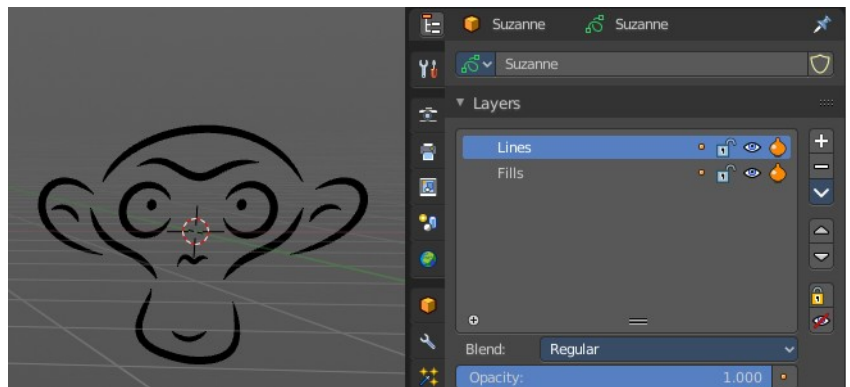 Suzanne Suzanne
Suzanne
Layers
Lines
Fills
Blend: Regular
Opacity: 1.000